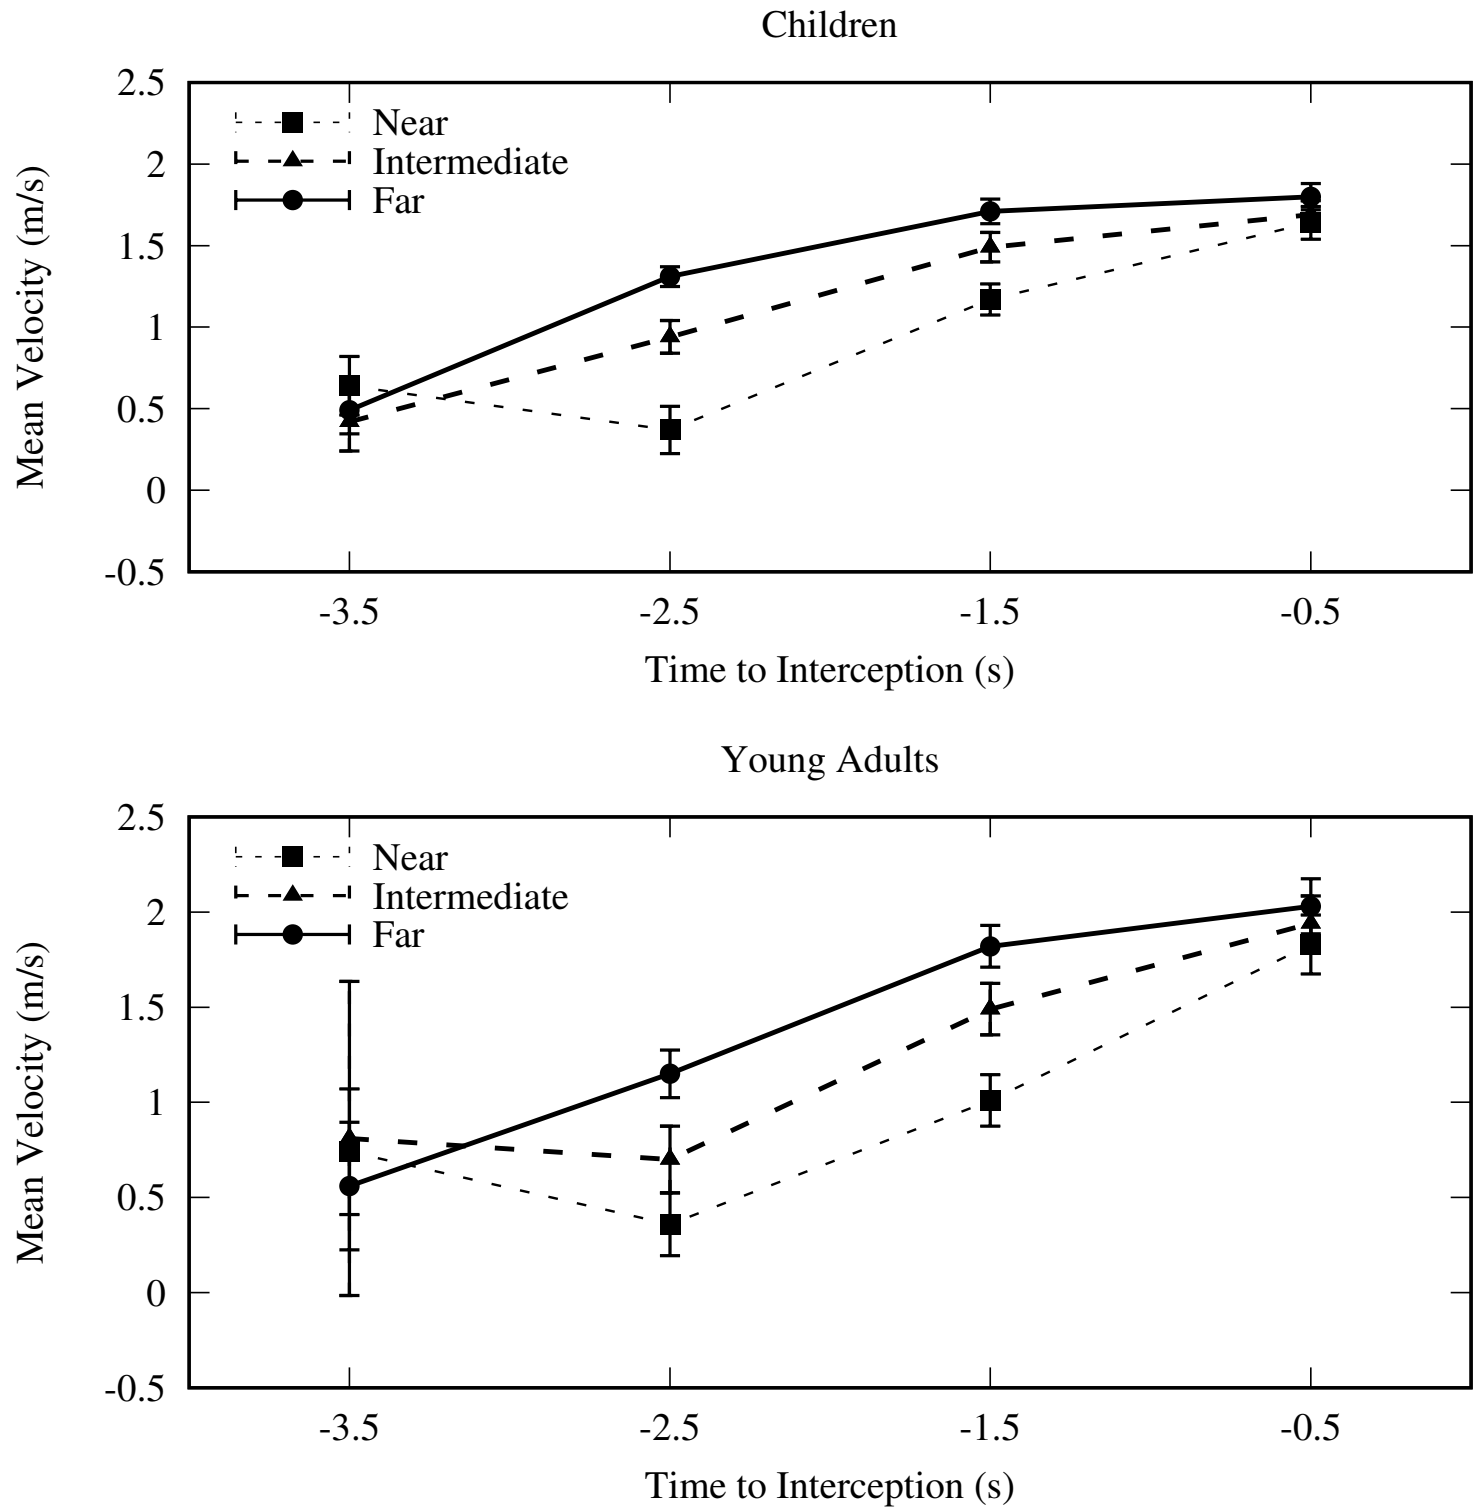 Children
2.5
2
1.5
1
0.5
0
-0.5
Mean Velocity (m/s)
Near
Intermediate
Far
-3.5 -2.5 -1.5 -0.5
Time to Interception (s)
Young Adults
2.5
2
1.5
1
0.5
0
-0.5
Mean Velocity (m/s)
Near
Intermediate
Far
-3.5 -2.5 -1.5 -0.5
Time to Interception (s)